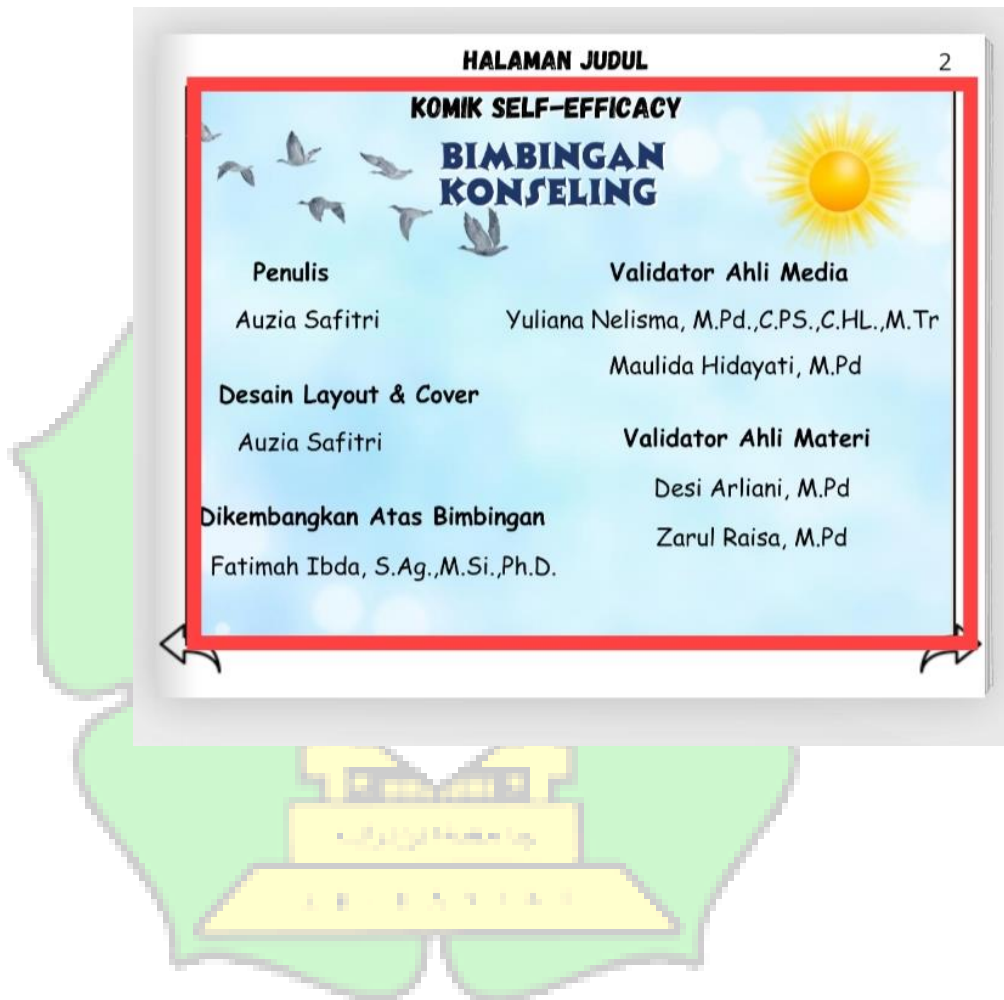 HALAMAN JUDUL
2
KOMIK SELF-EFFICACY
BIMBINGAN
KONSELING
Penulis
Auzia Safitri
Desain Layout & Cover
Auzia Safitri
Dikembangkan Atas Bimbingan
Fatimah Ibda, S.Ag.,M.Si.,Ph.D.
Validator Ahli Media
Yuliana Nelisma, M.Pd.,C.PS.,C.HL.,M.Tr
Maulida Hidayati, M.Pd
Validator Ahli Materi
Desi Arliani, M.Pd
Zarul Raisa, M.Pd